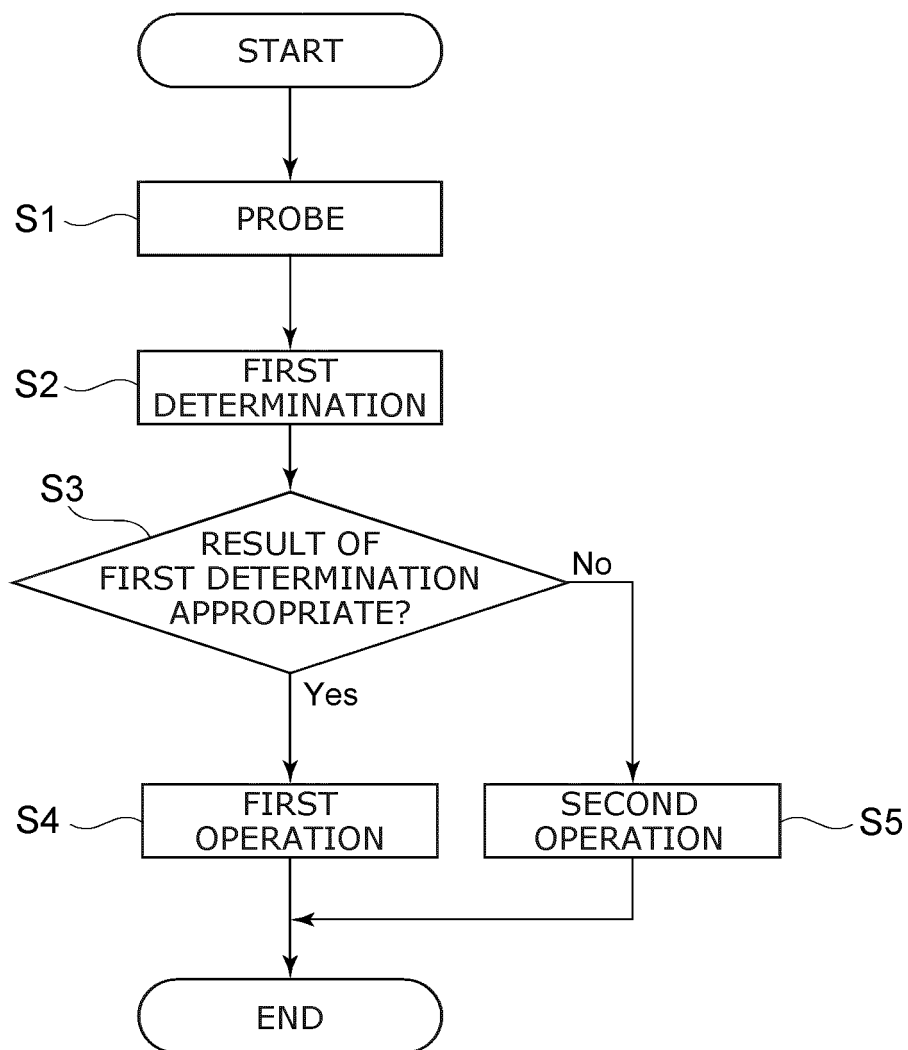 START
S1
PROBE
S2
FIRST
DETERMINATION
S3
RESULT OF
FIRST DETERMINATION
APPROPRIATE?
No
Yes
S4
FIRST
OPERATION
SECOND
OPERATION
S5
END